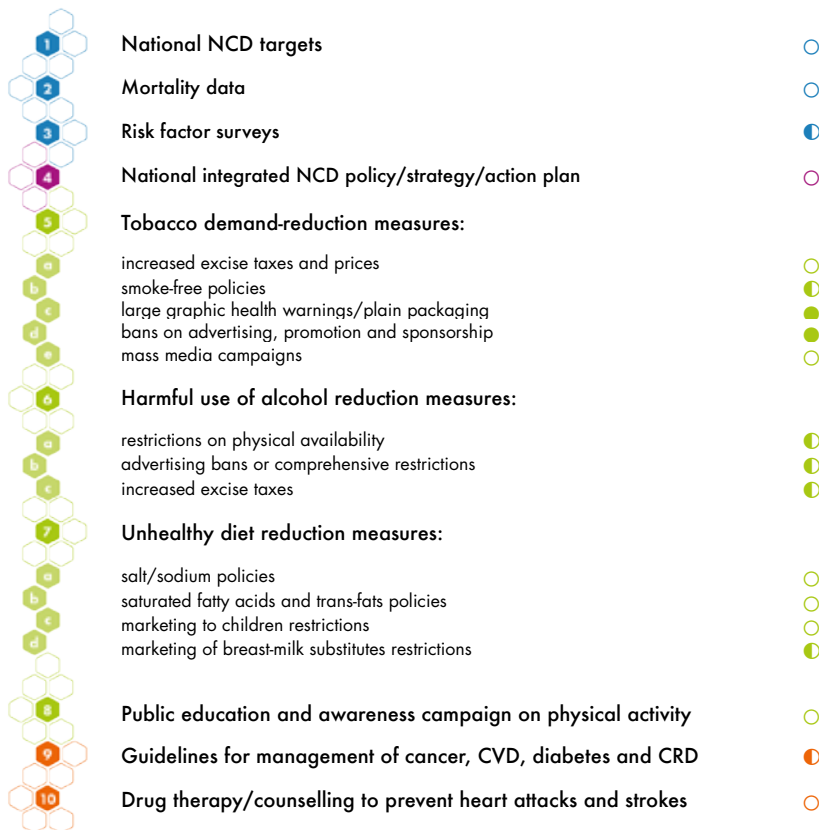 1 National NCD targets
2 Mortality data
3 Risk factor surveys
4 National integrated NCD policy/strategy/action plan
5 Tobacco demand-reduction measures:
a increased excise taxes and prices
b smoke-free policies
c large graphic health warnings/plain packaging
d bans on advertising, promotion and sponsorship
e mass media campaigns
6 Harmful use of alcohol reduction measures:
a restrictions on physical availability
b advertising bans or comprehensive restrictions
c increased excise taxes
7 Unhealthy diet reduction measures:
a salt/sodium policies
b saturated fatty acids and trans-fats policies
c marketing to children restrictions
d marketing of breast-milk substitutes restrictions
8 Public education and awareness campaign on physical activity
9 Guidelines for management of cancer, CVD, diabetes and CRD
10 Drug therapy/counselling to prevent heart attacks and strokes